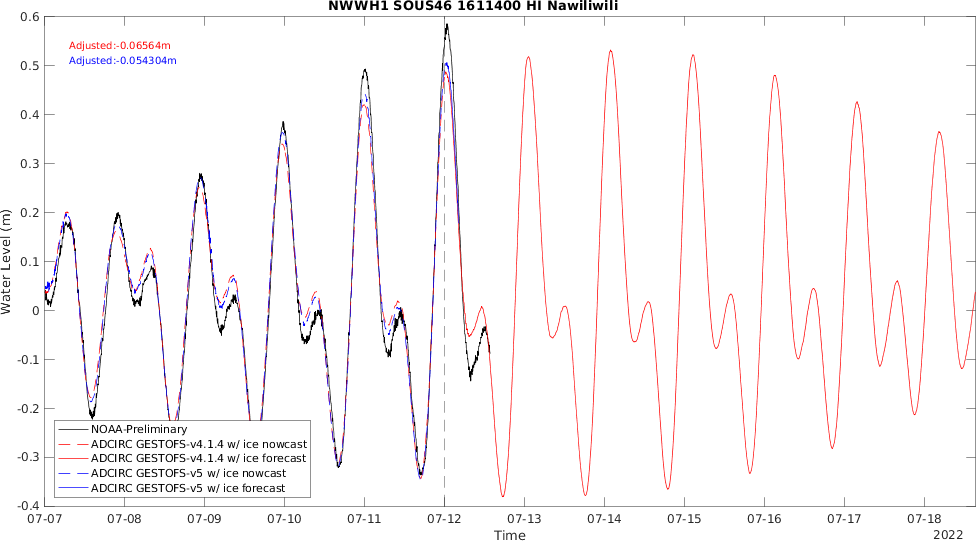 NWWH1 SOUS46 1611400 HI Nawiliwili
0.6
0.5
0.4
0.3
0.2
0.1
0
-0.1
-0.2
-0.3
-0.4
Water Level (m)
Adjusted:-0.06564m
Adjusted:-0.054304m
NOAA-Preliminary
ADCIRC GESTOFS-v4.1.4 w/ ice nowcast
ADCIRC GESTOFS-v4.1.4 w/ ice forecast
ADCIRC GESTOFS-v5 w/ ice nowcast
ADCIRC GESTOFS-v5 w/ ice forecast
07-07 07-08 07-09 07-10 07-11 07-12 07-13 07-14 07-15 07-16 07-17 07-18
Time
2022